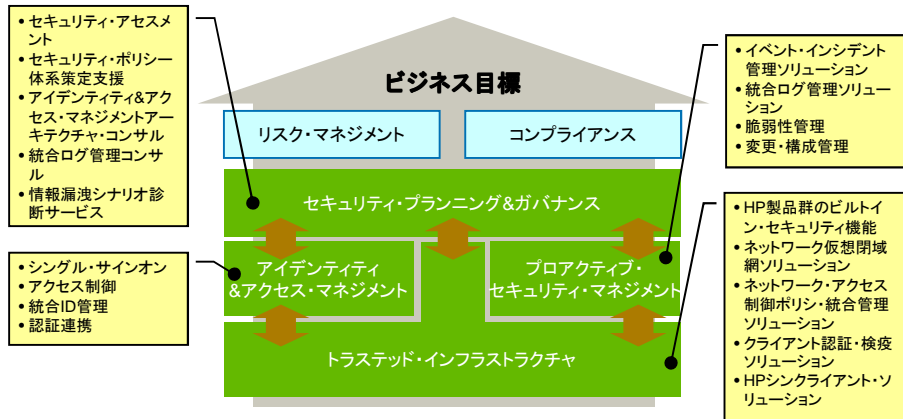 • セキュリティ・アセスメ
ント
• セキュリティ・ポリシー
体系策定支援
• アイデンティティ&アク
セス・マネジメントアー
キテクチャ・コンサル
• 統合ログ管理コンサ
ル
• 情報漏洩シナリオ診
断サービス
• シングル・サインオン
• アクセス制御
• 統合ID管理
• 認証連携
ビジネス目標
リスク・マネジメント
コンプライアンス
セキュリティ・プランニング&ガバナンス
アイデンティティ
&アクセス・マネジメント
プロアクティブ・
セキュリティ・マネジメント
トラステッド・インフラストラクチャ
• イベント・インシデント
管理ソリューション
• 統合ログ管理ソリュー
ション
• 脆弱性管理
• 変更・構成管理
• HP製品群のビルトイ
ン・セキュリティ機能
• ネットワーク仮想閉域
網ソリューション
• ネットワーク・アクセス
制御ポリシ・統合管理
ソリューション
• クライアント認証・検疫
ソリューション
• HPシンクライアント・ソ
リューション